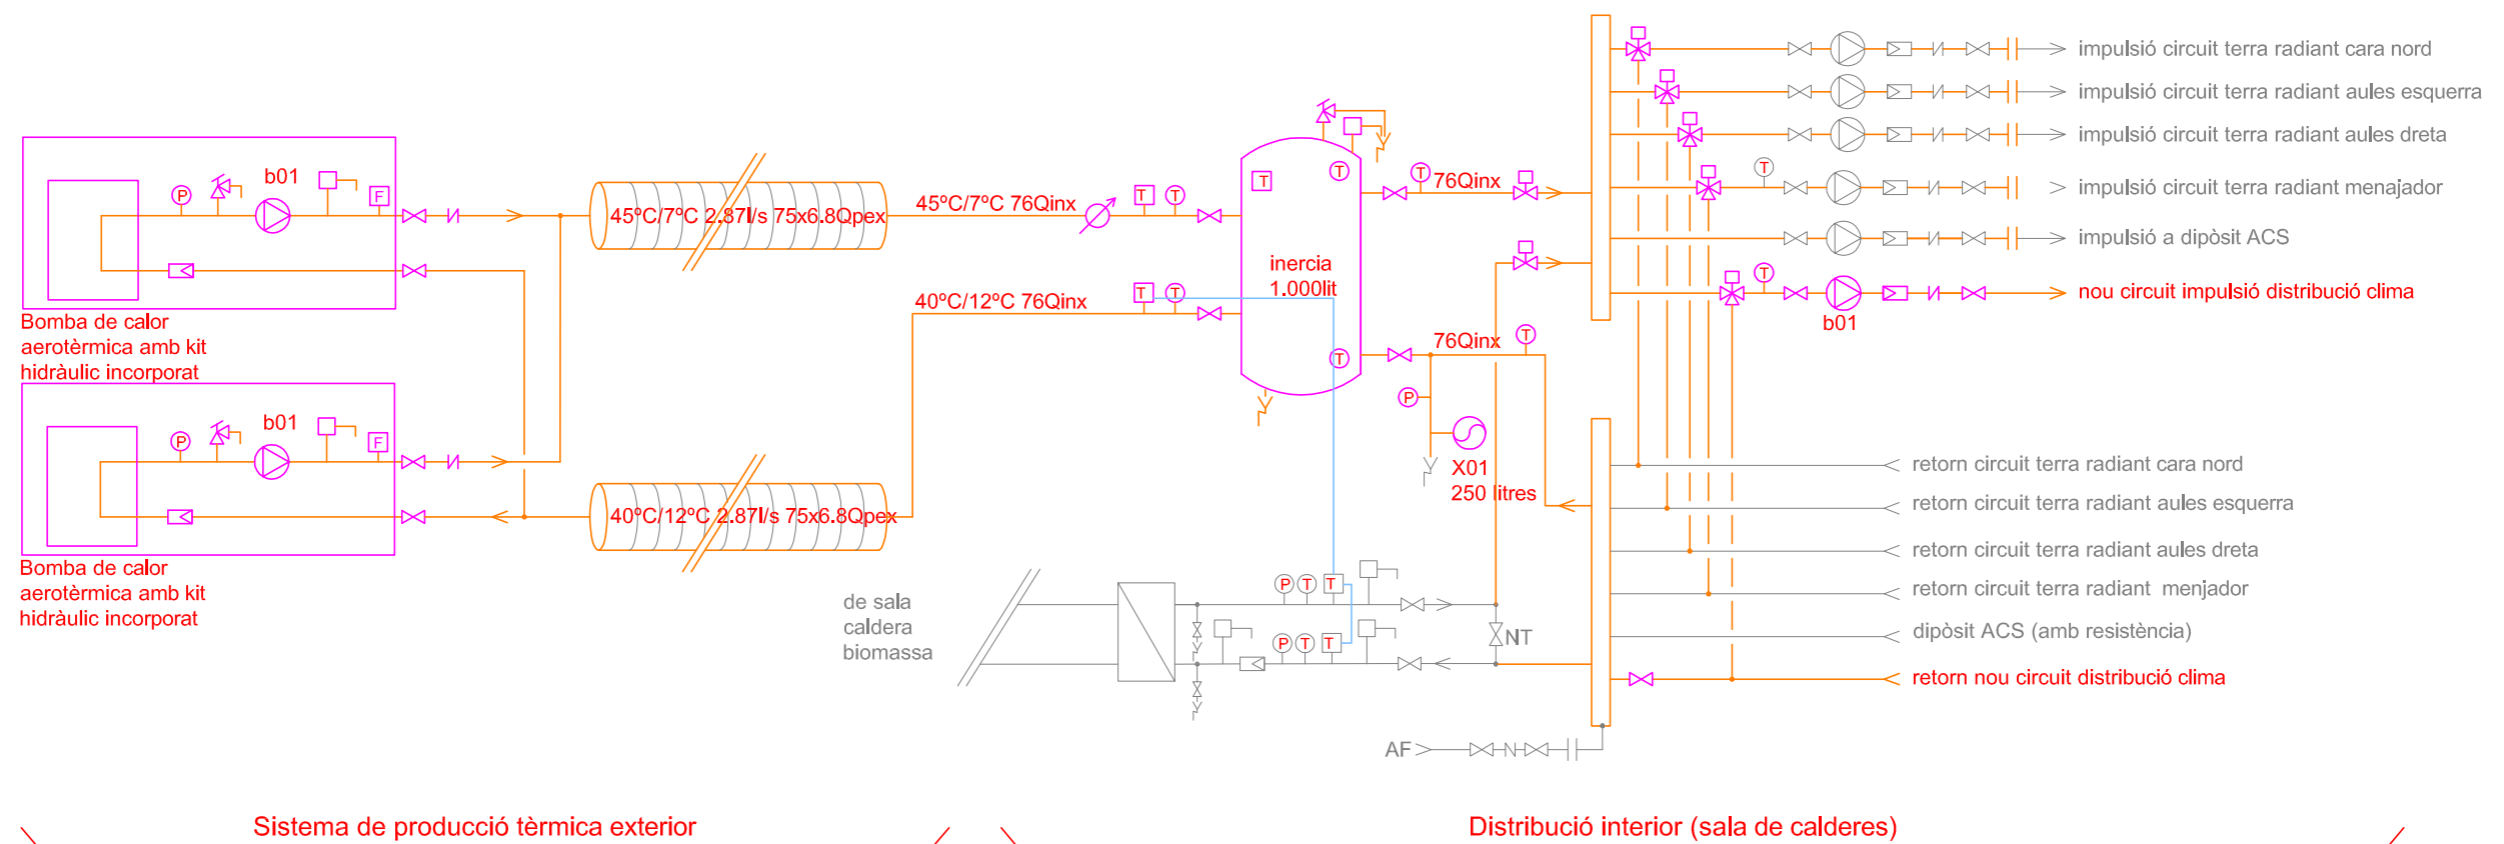 impulsió circuit terra radiant cara nord
impulsió circuit terra radiant aules esquerra
impulsió circuit terra radiant aules dreta
T
impulsió circuit terra radiant menajador
impulsió a dipòsit ACS
T
nou circuit impulsió distribució clima
b01
P
b01
F
Bomba de calor
aerotèrmica amb kit
hidràulic incorporat
P
b01
F
Bomba de calor
aerotèrmica amb kit
hidràulic incorporat
45ºC/7ºC 2.87l/s 75x6.8Qpex
45ºC/7ºC 76Qinx
T
T
40ºC/12ºC 2.87l/s 75x6.8Qpex
40ºC/12ºC 76Qinx
T
T
T
T
inercia
1.000lit
T
T
76Qinx
76Qinx
T
P
X01
250 litres
de sala
caldera
biomassa
P
T
T
P
T
T
NT
AF
retorn circuit terra radiant cara nord
retorn circuit terra radiant aules esquerra
retorn circuit terra radiant aules dreta
retorn circuit terra radiant menjador
dipòsit ACS (amb resistència)
retorn nou circuit distribució clima
Sistema de producció tèrmica exterior
Distribució interior (sala de calderes)